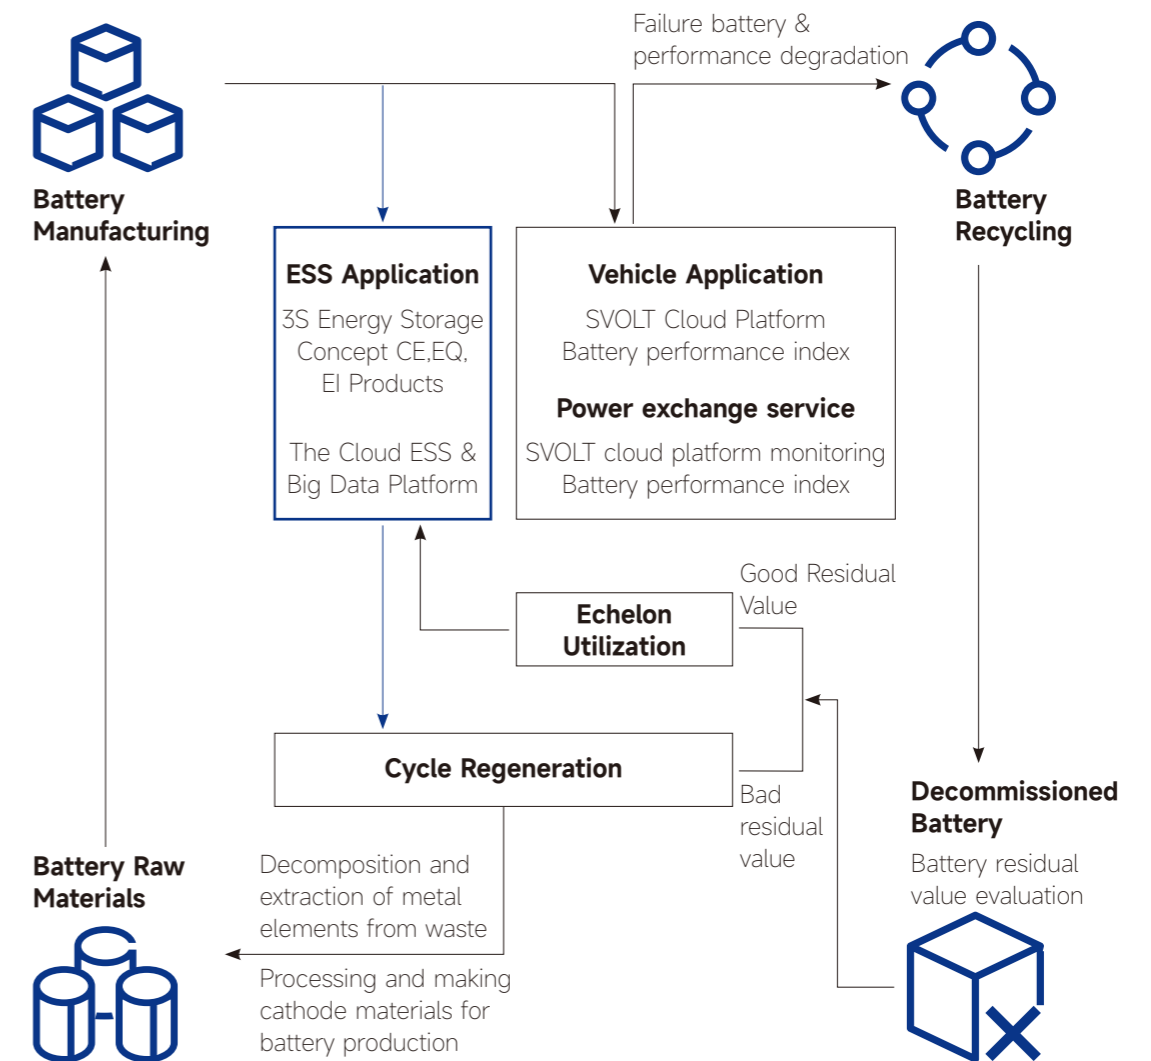 Failure battery &
performance degradation
Battery
Manufacturing
Battery
Recycling
ESS Application
3S Energy Storage
Concept CE,EQ,
EI Products
The Cloud ESS &
Big Data Platform
Vehicle Application
SVOLT Cloud Platform
Battery performance index
Power exchange service
SVOLT cloud platform monitoring
Battery performance index
Good Residual
Value
Echelon
Utilization
Cycle Regeneration
Bad
residual
value
Decommissioned
Battery
Battery residual
value evaluation
Battery Raw
Materials
Decomposition and
extraction of metal
elements from waste
Processing and making
cathode materials for
battery production